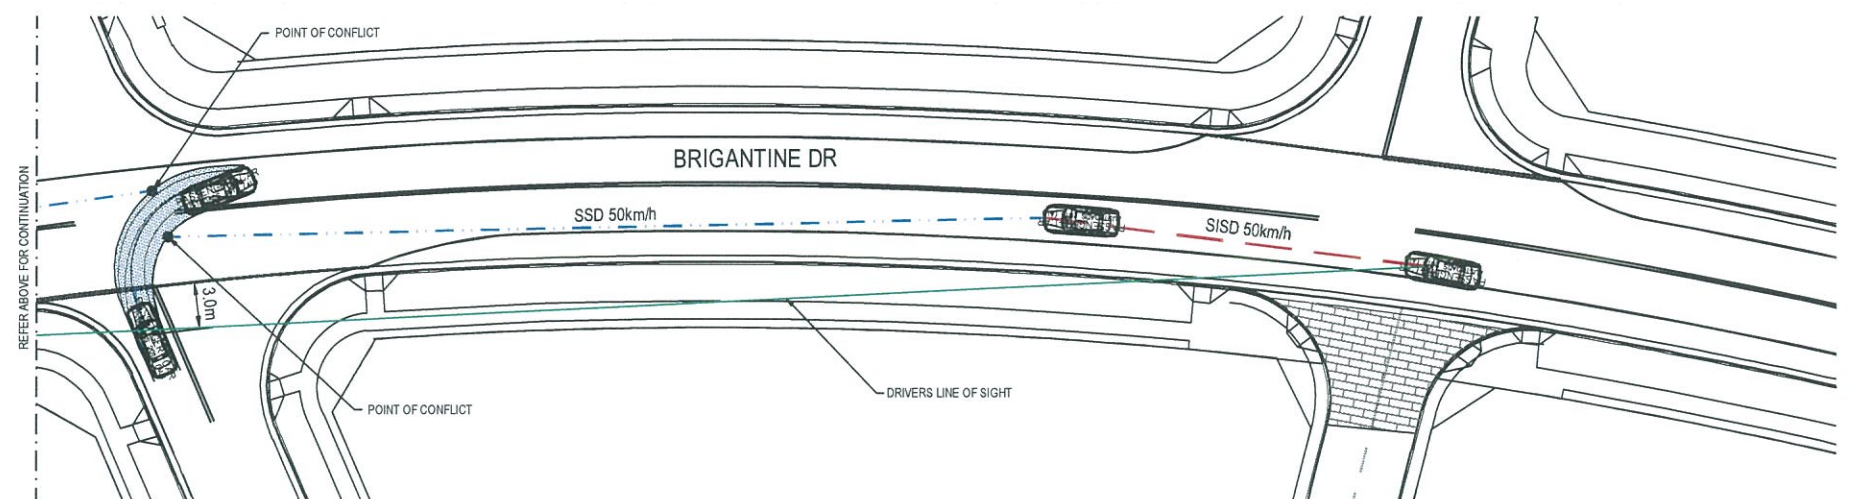 POINT OF CONFLICT
BRIGANTINE DR
SSD 50km/h
SISD 50km/h
3.0m
REFER ABOVE FOR CONTINUATION
DRIVERS LINE OF SIGHT
POINT OF CONFLICT